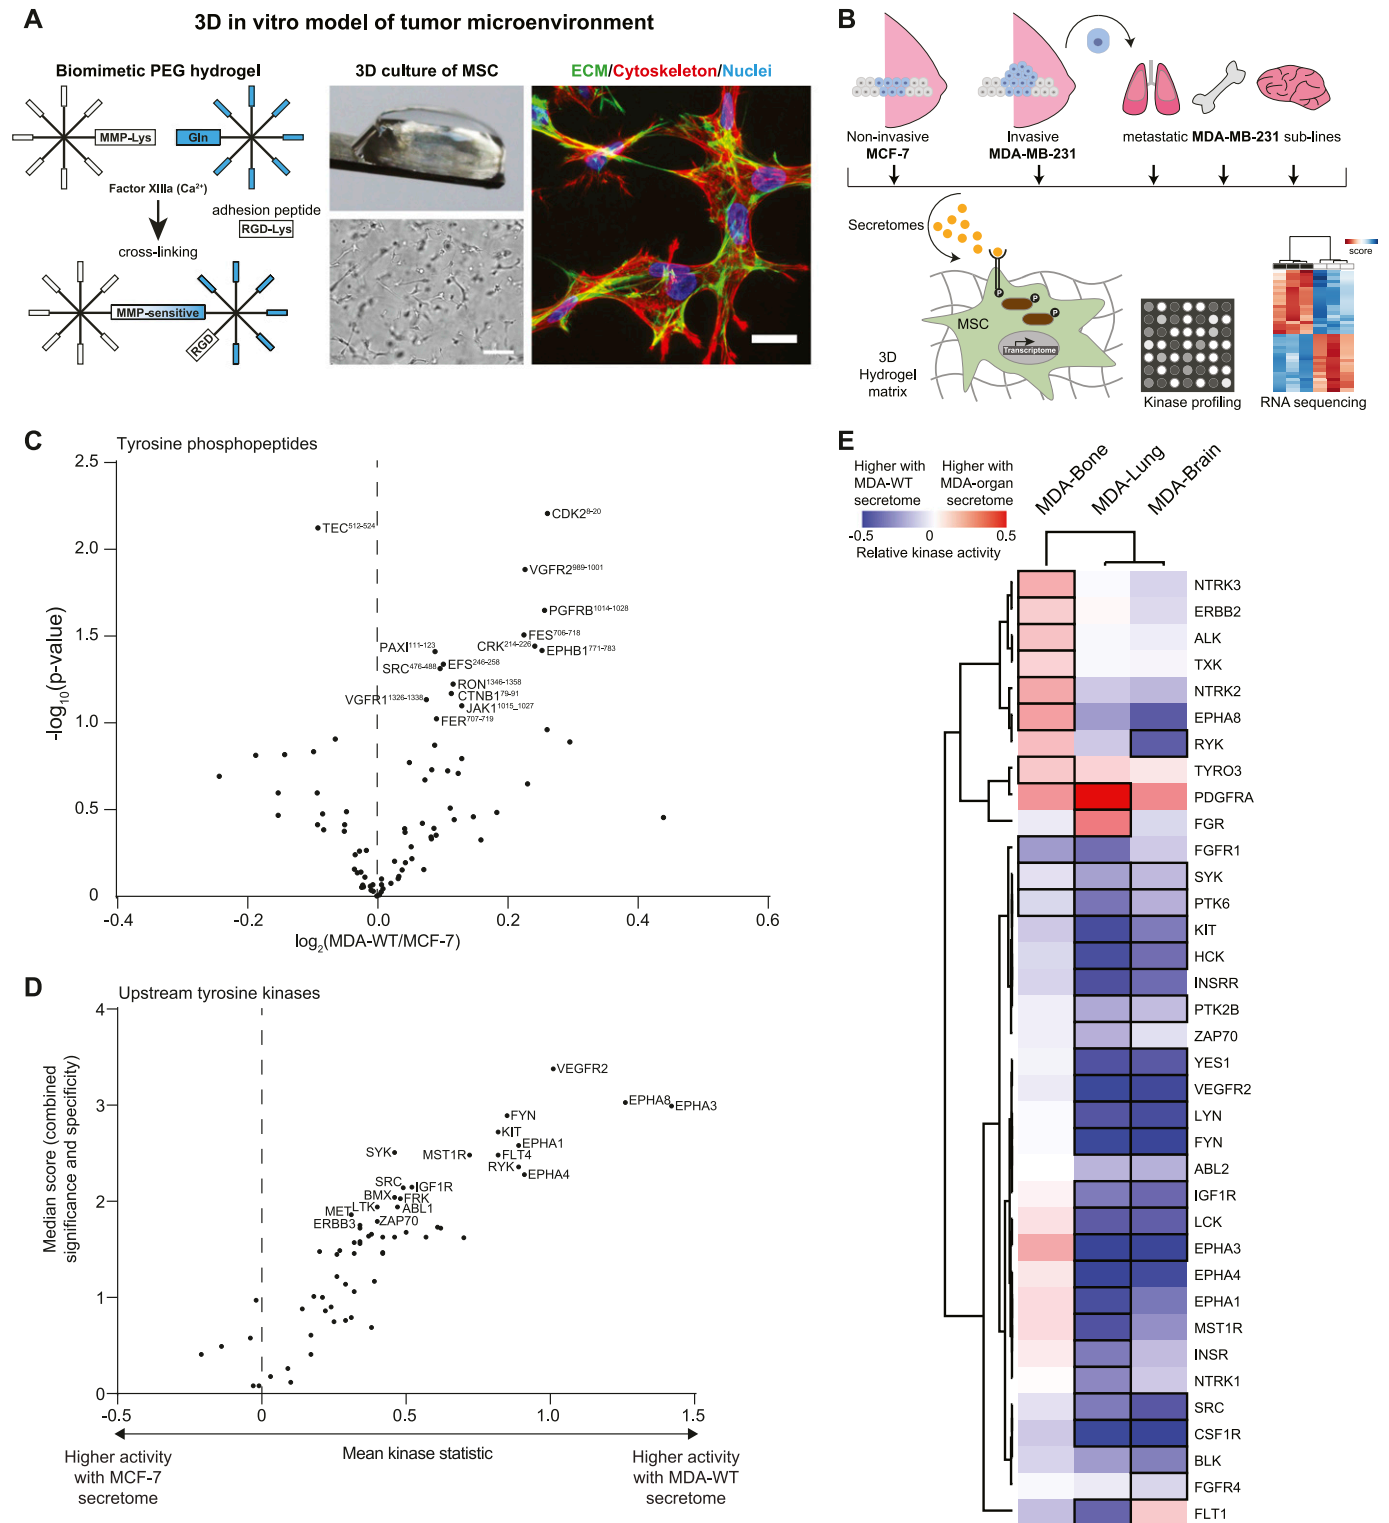 A
3D in vitro model of tumor microenvironment
Biomimetic PEG hydrogel
MMP-Lys
Gln
Factor XIIIa (Ca²⁺)
adhesion peptide
RGD-Lys
cross-linking
MMP-sensitive
RGD
3D culture of MSC
ECM/Cytoskeleton/Nuclei
B
Non-invasive
MCF-7
Invasive
MDA-MB-231
metastatic MDA-MB-231 sub-lines
Secretomes
P
P
P
MSC
Transcriptome
3D
Hydrogel
matrix
Kinase profiling
score
RNA sequencing
C
Tyrosine phosphopeptides
-log₁₀(p-value)
2.5
2.0
1.5
1.0
0.5
0
TEC⁵¹²⁻⁵²⁴
CDK2⁸⁻²⁰
VGFR2⁹⁸⁹⁻¹⁰⁰¹
PGFRB¹⁰¹⁴⁻¹⁰²⁸
FES⁷⁰⁶⁻⁷¹⁸
CRK²¹⁴⁻²²⁶
EPHB1⁷⁷¹⁻⁷⁸³
PAXI¹¹¹⁻¹²³
EFS²⁴⁶⁻²⁵⁸
SRC⁴⁷⁶⁻⁴⁸⁸
RON¹³⁴⁶⁻¹³⁵⁸
CTNB1⁷⁹⁻⁹¹
VGFR1¹³²⁶⁻¹³³⁸
JAK1¹⁰¹⁵_¹⁰²⁷
FER⁷⁰⁷⁻⁷¹⁹
-0.4
-0.2
0.0
0.2
0.4
0.6
log₂(MDA-WT/MCF-7)
D
Upstream tyrosine kinases
Median score (combined
significance and specificity)
4
3
2
1
0
VEGFR2
EPHA8
EPHA3
FYN
KIT
EPHA1
SYK
MST1R
FLT4
RYK
EPHA4
SRC
IGF1R
BMX
FRK
LTK
ABL1
MET
ZAP70
ERBB3
-0.5
0
0.5
1.0
1.5
Mean kinase statistic
Higher activity
with MCF-7
secretome
Higher activity
with MDA-WT
secretome
E
Higher with
MDA-WT
secretome
Higher with
MDA-organ
secretome
-0.5
0
0.5
Relative kinase activity
MDA-Bone
MDA-Lung
MDA-Brain
NTRK3
ERBB2
ALK
TXK
NTRK2
EPHA8
RYK
TYRO3
PDGFRA
FGR
FGFR1
SYK
PTK6
KIT
HCK
INSRR
PTK2B
ZAP70
YES1
VEGFR2
LYN
FYN
ABL2
IGF1R
LCK
EPHA3
EPHA4
EPHA1
MST1R
INSR
NTRK1
SRC
CSF1R
BLK
FGFR4
FLT1